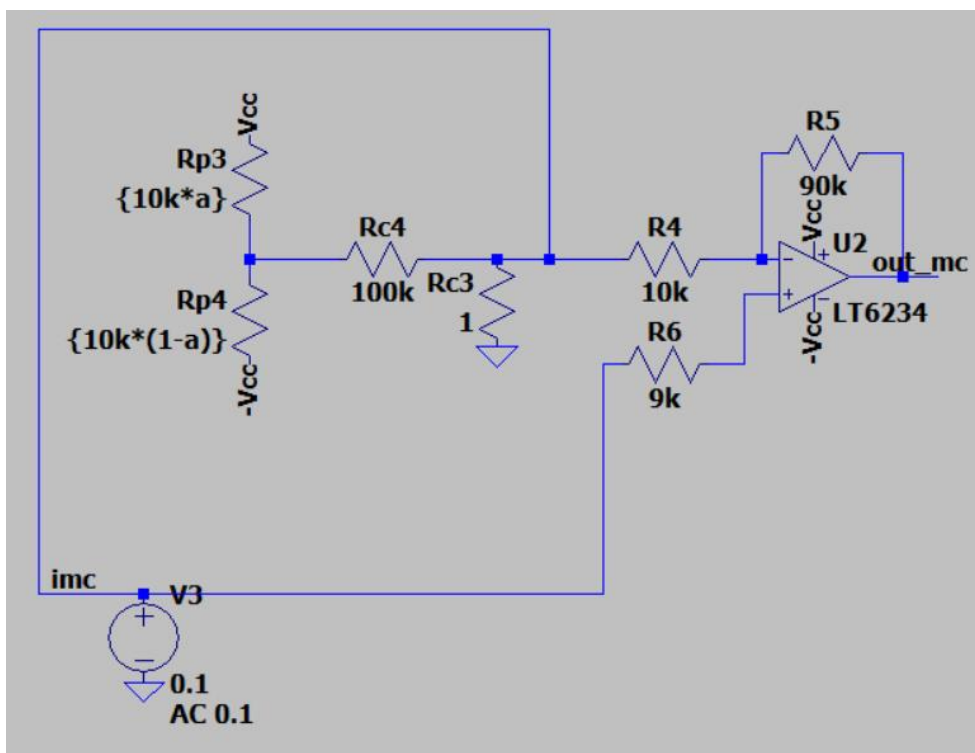 Vcc
Rp3
{10k*a}
Rc4
100k
Rp4
{10k*(1-a)}
-Vcc
Rc3
1
R4
10k
R5
90k
Vcc
U2
-
+
+
-
out_mc
LT6234
-Vcc
R6
9k
imc
V3
+
-
0.1
AC 0.1